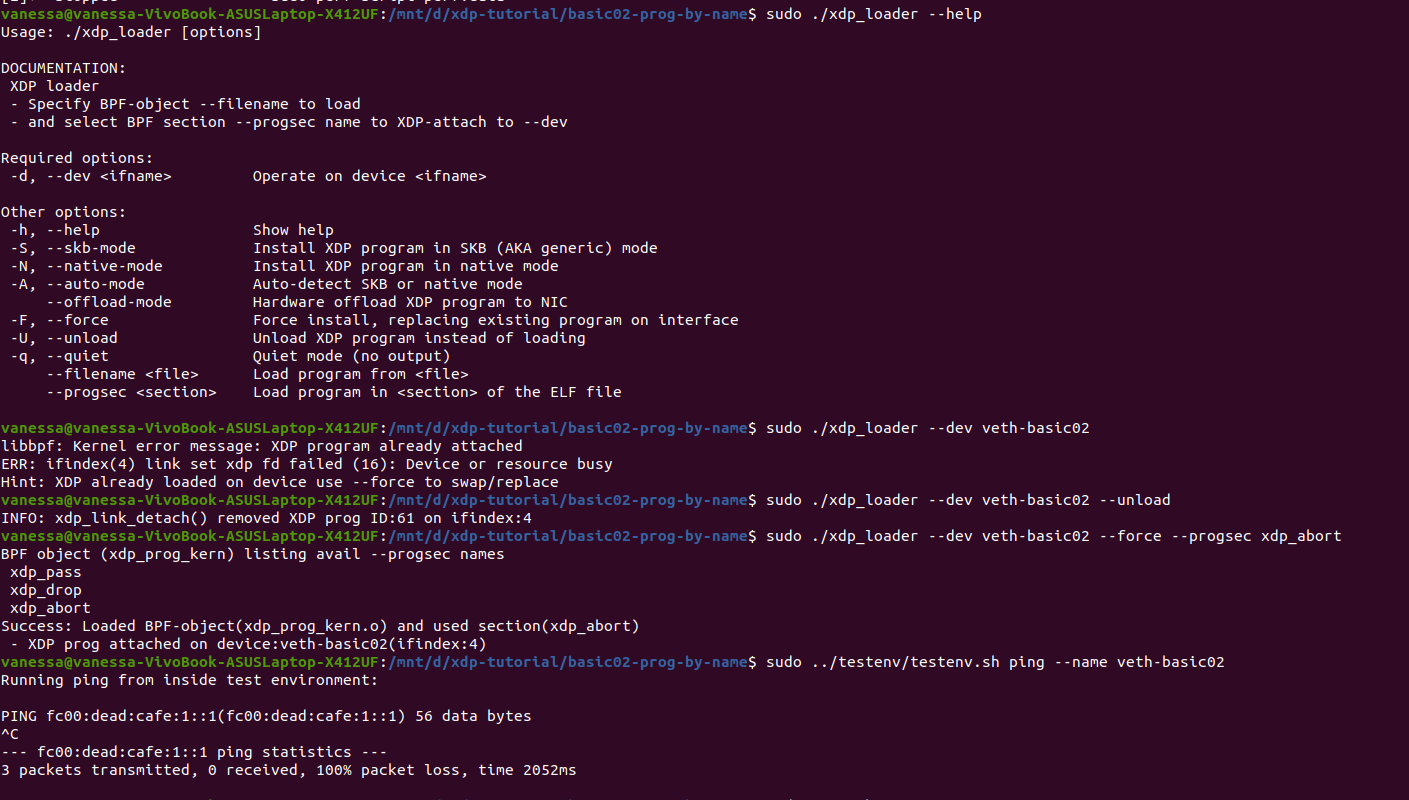 vanessa@vanessa-VivoBook-ASUSLaptop-X412UF:/mnt/d/xdp-tutorial/basic02-prog-by-name$ sudo ./xdp_loader --help
Usage: ./xdp_loader [options]

DOCUMENTATION:
 XDP loader
 - Specify BPF-object --filename to load
 - and select BPF section --progsec name to XDP-attach to --dev

Required options:
 -d, --dev <ifname>         Operate on device <ifname>

Other options:
 -h, --help                 Show help
 -S, --skb-mode             Install XDP program in SKB (AKA generic) mode
 -N, --native-mode          Install XDP program in native mode
 -A, --auto-mode            Auto-detect SKB or native mode
     --offload-mode         Hardware offload XDP program to NIC
 -F, --force                Force install, replacing existing program on interface
 -U, --unload               Unload XDP program instead of loading
 -q, --quiet                Quiet mode (no output)
     --filename <file>      Load program from <file>
     --progsec <section>    Load program in <section> of the ELF file

vanessa@vanessa-VivoBook-ASUSLaptop-X412UF:/mnt/d/xdp-tutorial/basic02-prog-by-name$ sudo ./xdp_loader --dev veth-basic02
libbpf: Kernel error message: XDP program already attached
ERR: ifindex(4) link set xdp fd failed (16): Device or resource busy
Hint: XDP already loaded on device use --force to swap/replace
vanessa@vanessa-VivoBook-ASUSLaptop-X412UF:/mnt/d/xdp-tutorial/basic02-prog-by-name$ sudo ./xdp_loader --dev veth-basic02 --unload
INFO: xdp_link_detach() removed XDP prog ID:61 on ifindex:4
vanessa@vanessa-VivoBook-ASUSLaptop-X412UF:/mnt/d/xdp-tutorial/basic02-prog-by-name$ sudo ./xdp_loader --dev veth-basic02 --force --progsec xdp_abort
BPF object (xdp_prog_kern) listing avail --progsec names
 xdp_pass
 xdp_drop
 xdp_abort
Success: Loaded BPF-object(xdp_prog_kern.o) and used section(xdp_abort)
 - XDP prog attached on device:veth-basic02(ifindex:4)
vanessa@vanessa-VivoBook-ASUSLaptop-X412UF:/mnt/d/xdp-tutorial/basic02-prog-by-name$ sudo ../testenv/testenv.sh ping --name veth-basic02
Running ping from inside test environment:

PING fc00:dead:cafe:1::1(fc00:dead:cafe:1::1) 56 data bytes
^C
--- fc00:dead:cafe:1::1 ping statistics ---
3 packets transmitted, 0 received, 100% packet loss, time 2052ms